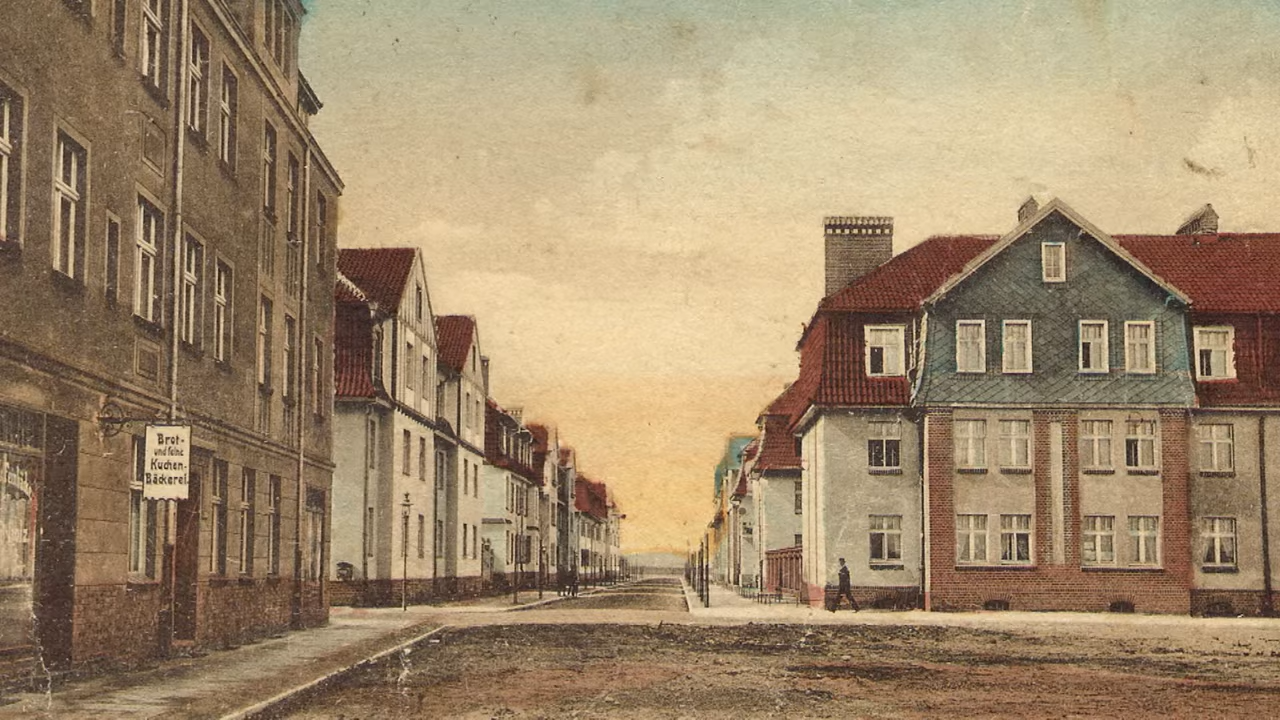 Brot-
und feine
Kuchen-
Bäckerei.